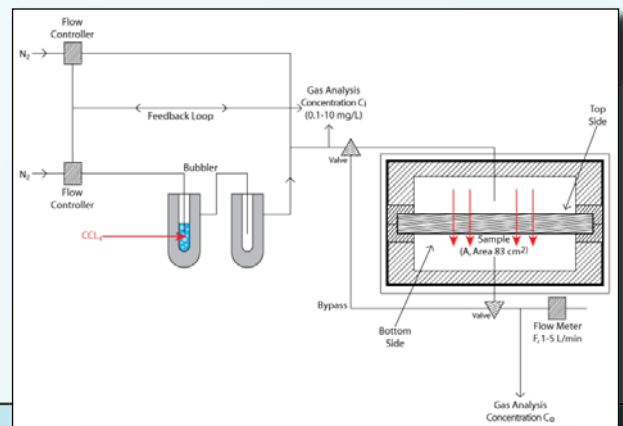 Flow
Controller
N₂
Gas Analysis
Concentration Cᵢ
(0.1-10 mg/L)
Feedback Loop
Top
Side
Bubbler
Valve
N₂
Flow
Controller
CCL₄
Sample
(A, Area 83 cm²)
Bypass
Valve
Bottom
Side
Flow Meter
F, 1-5 L/min
Gas Analysis
Concentration C₀